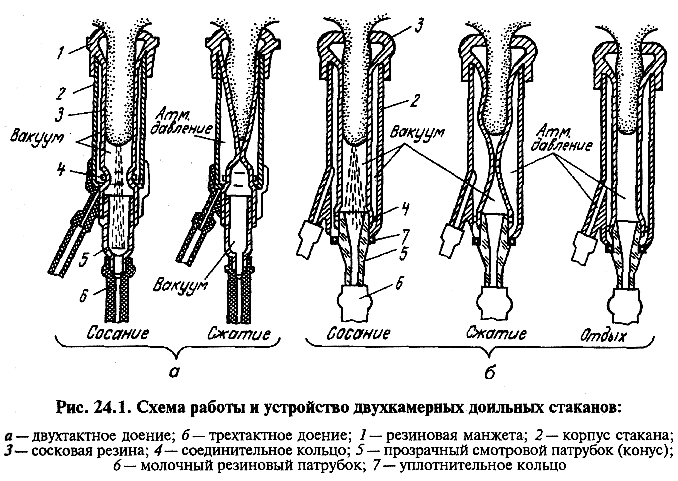 1
2
3
Вакуум
4
5
6
Атм. давление
Вакуум
Сосание
Сжатие
а
3
2
Вакуум
4
7
5
6
Атм. давление
Сосание
Сжатие
Отдых
б
Рис. 24.1. Схема работы и устройство двухкамерных доильных стаканов:
а — двухтактное доение; б — трехтактное доение; 1 — резиновая манжета; 2 — корпус стакана;
3 — сосковая резина; 4 — соединительное кольцо; 5 — прозрачный смотровой патрубок (конус);
6 — молочный резиновый патрубок; 7 — уплотнительное кольцо